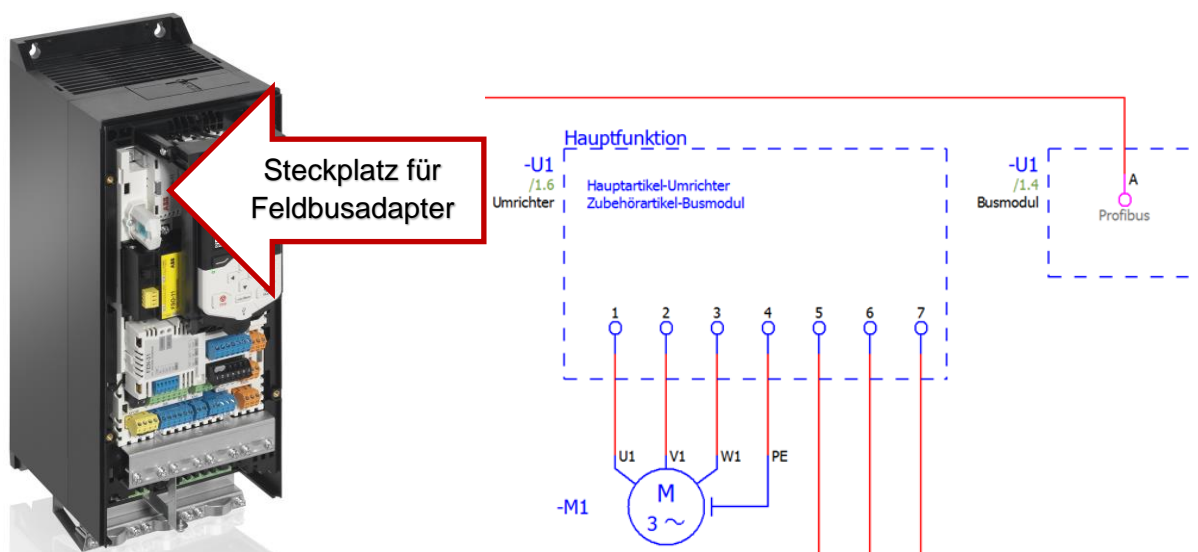 Steckplatz für
Feldbusadapter
Hauptfunktion
-U1
/1.6
Umrichter
Hauptartikel-Umrichter
Zubehörartikel-Busmodul
1 2 3 4 5 6 7
U1 V1 W1 PE
-M1
M
3 ~
-U1
/1.4
Busmodul
A
Profibus
ABB